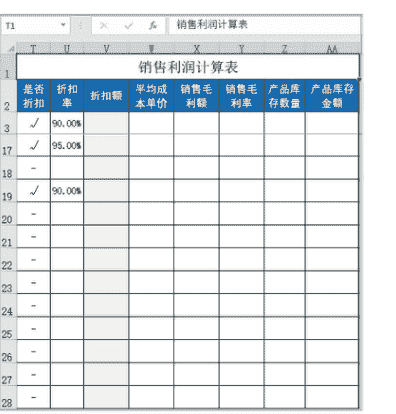 T1 fx 销售利润计算表
T U V W X Y Z AA
1 销售利润计算表
2 是否折扣 折扣率 折扣额 平均成本单价 销售毛利额 销售毛利率 产品库存数量 产品库存金额
3 √ 90.00%
17 √ 95.00%
18 -
19 √ 90.00%
20 -
21 -
22 -
23 -
24 -
25 -
26 -
27 -
28 -